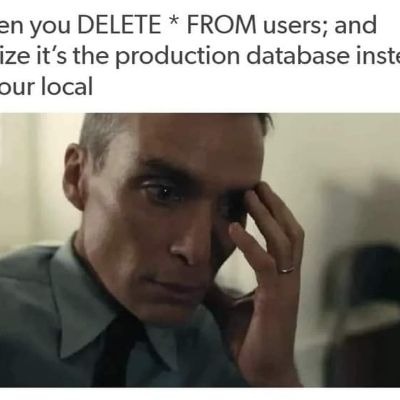 en you DELETE * FROM users; and
ize it's the production database inste
our local